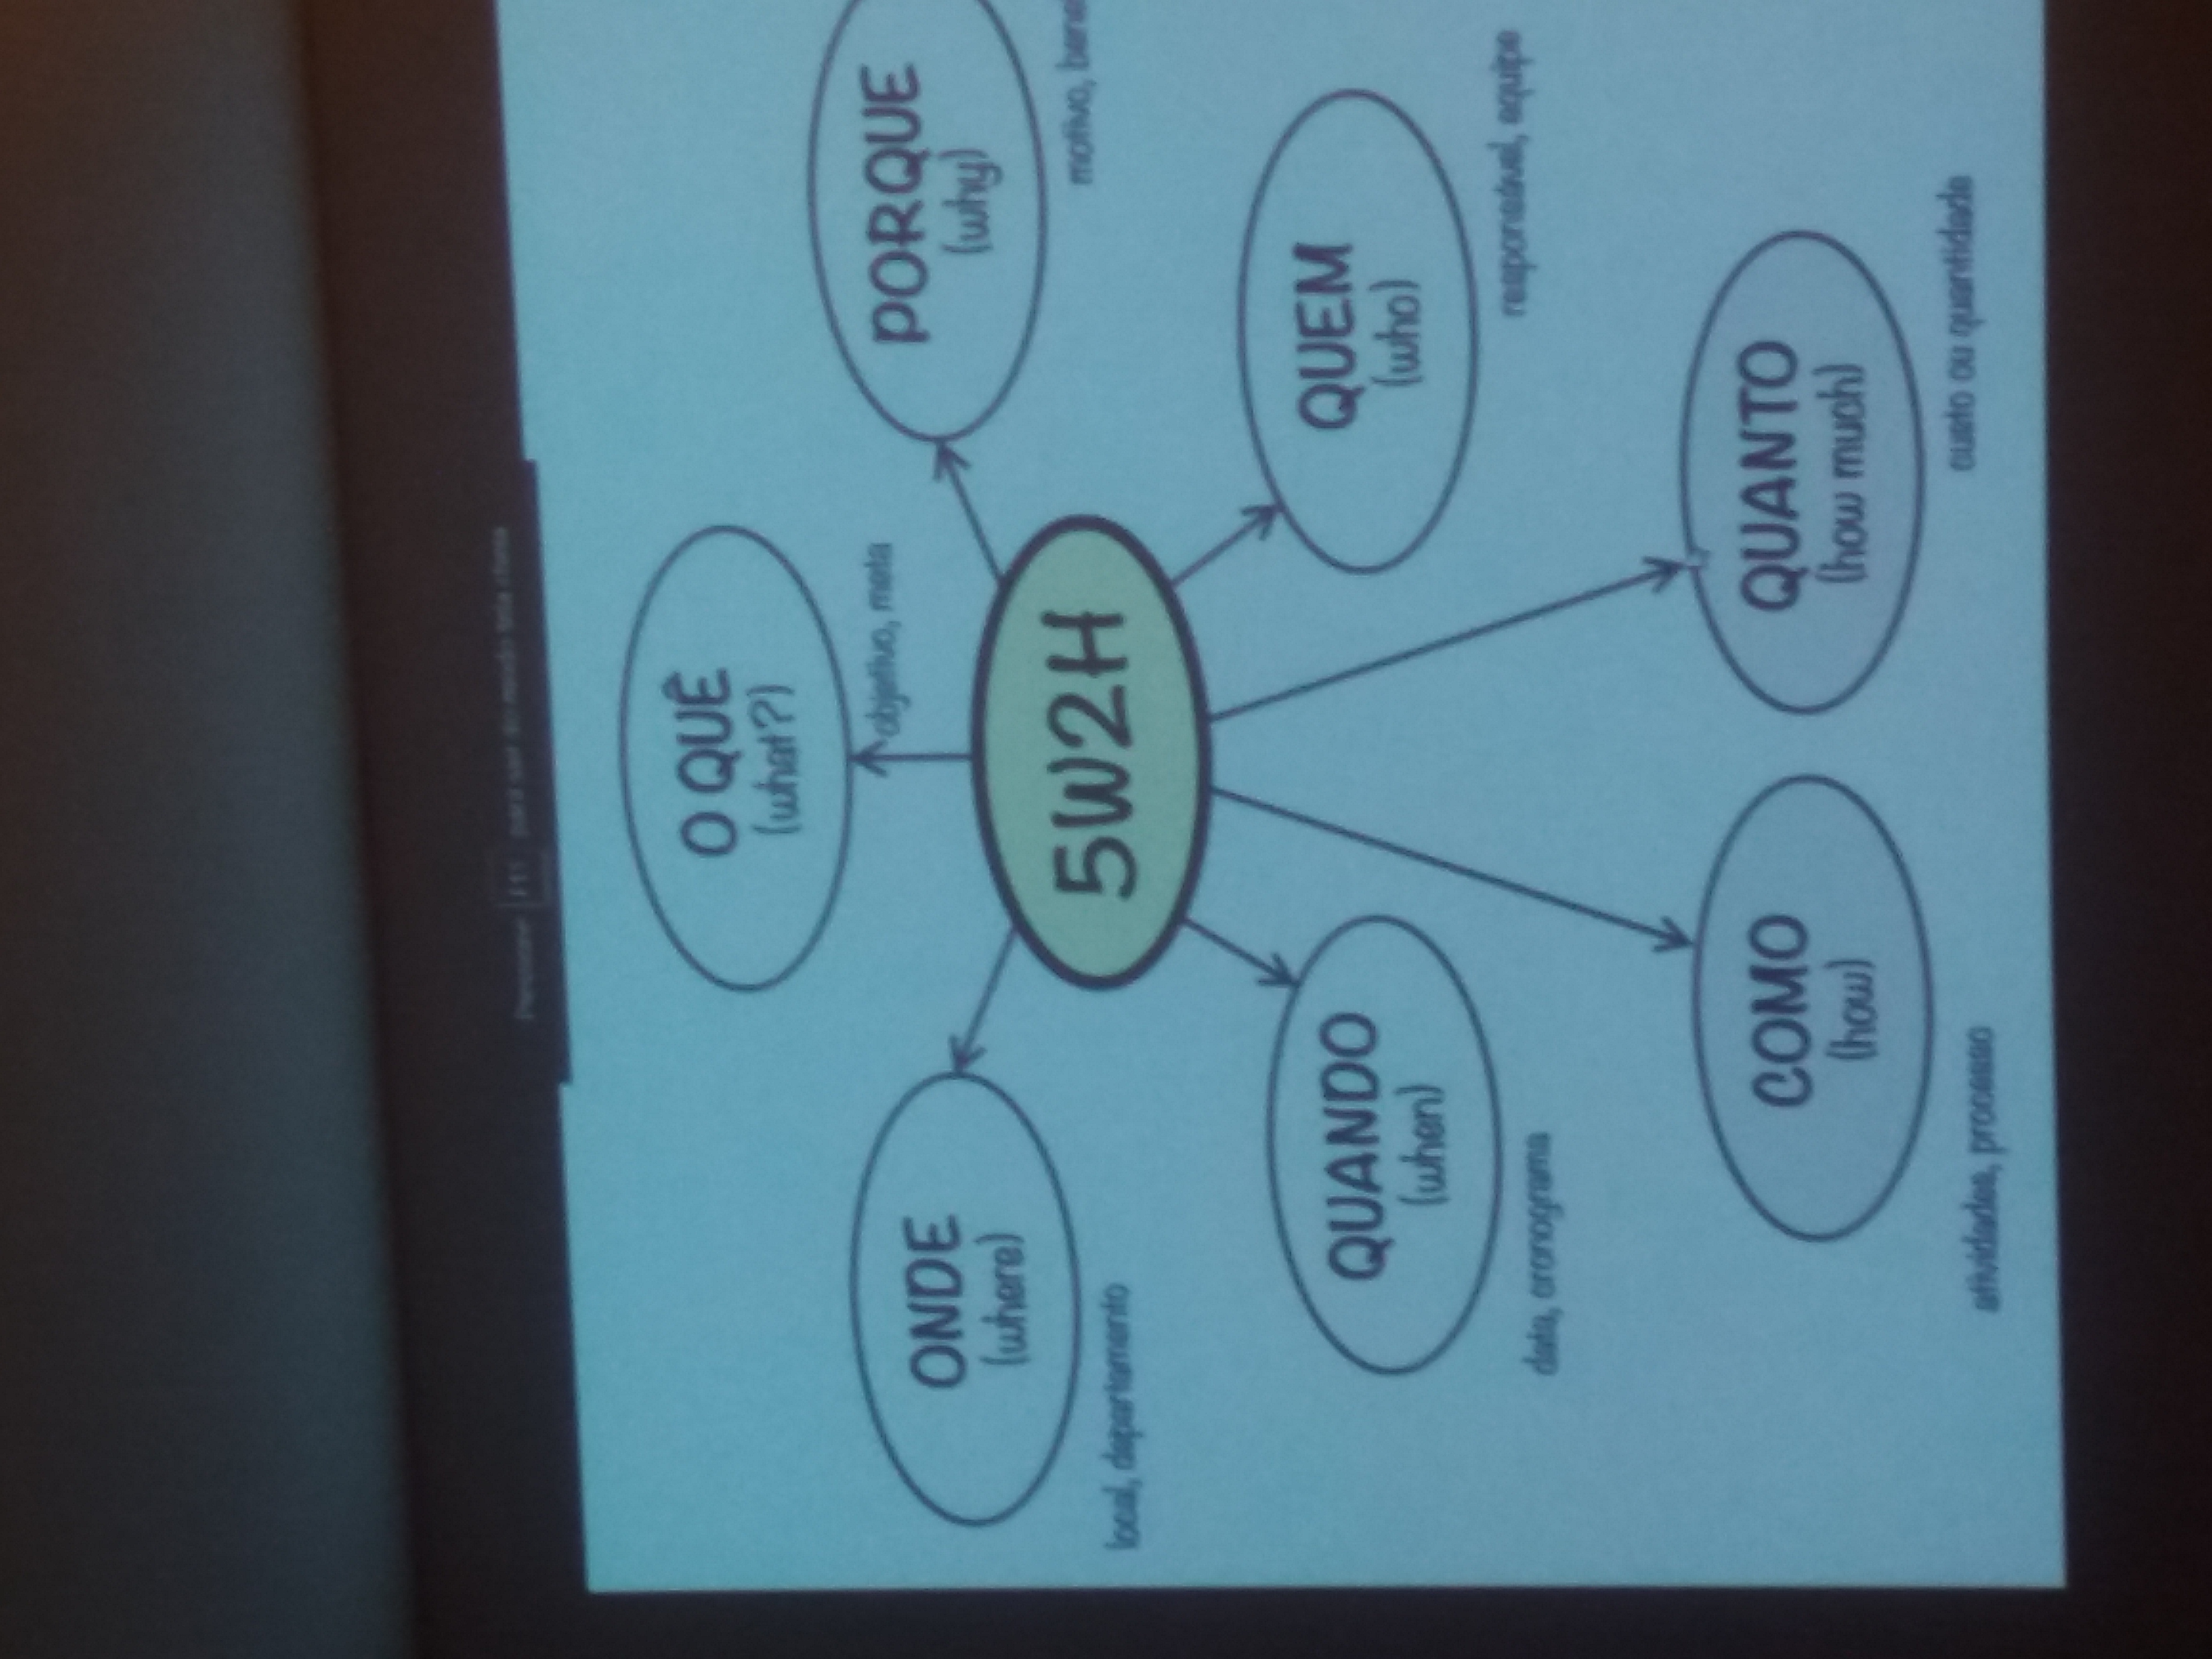 Pressione F11 para sair do modo tela cheia
O QUÊ
(what?)
objetivo, meta
ONDE
(where)
local, departamento
PORQUE
(why)
motivo, bene
5W2H
QUANDO
(when)
data, cronograma
QUEM
(who)
responsável, equipe
COMO
(how)
atividades, processo
QUANTO
(how much)
custo ou quantidade